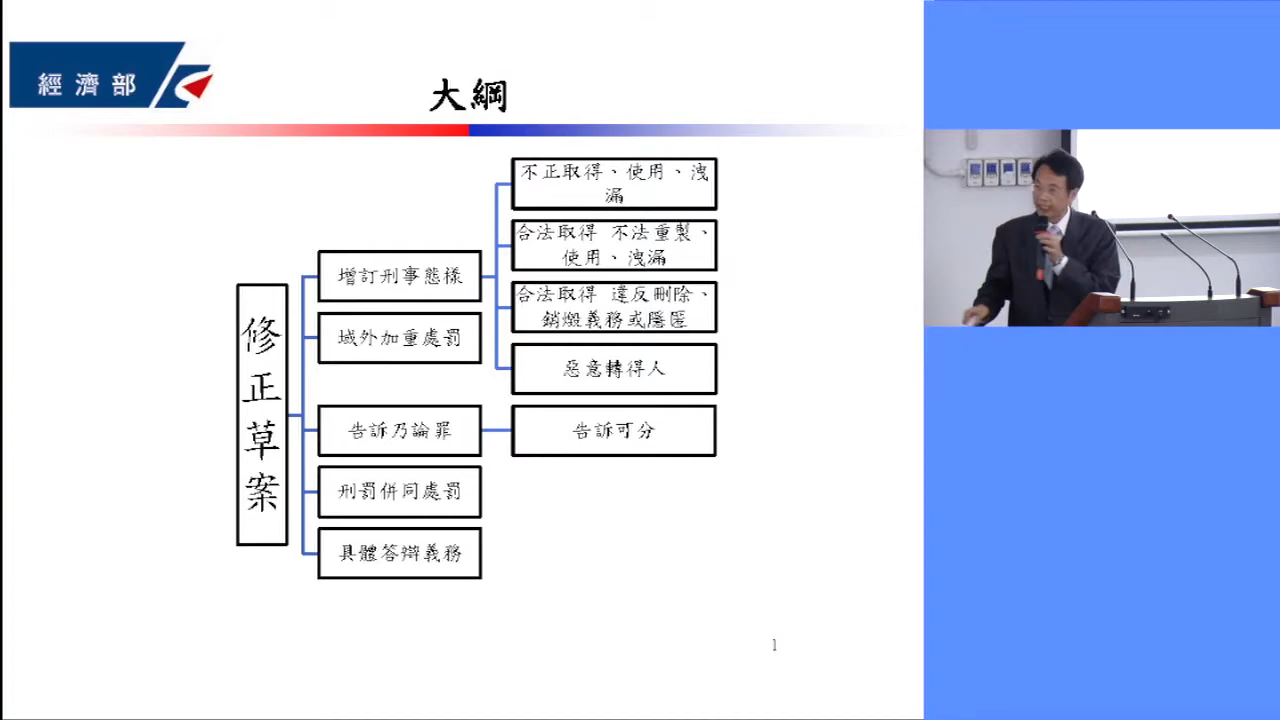 經濟部
大綱
修正草案
增訂刑事態樣
不正取得、使用、洩
漏
合法取得 不法重製、
使用、洩漏
合法取得 違反刪除、
銷燬義務或隱匿
惡意轉得人
域外加重處罰
告訴乃論罪
告訴可分
刑罰併同處罰
具體答辯義務
1